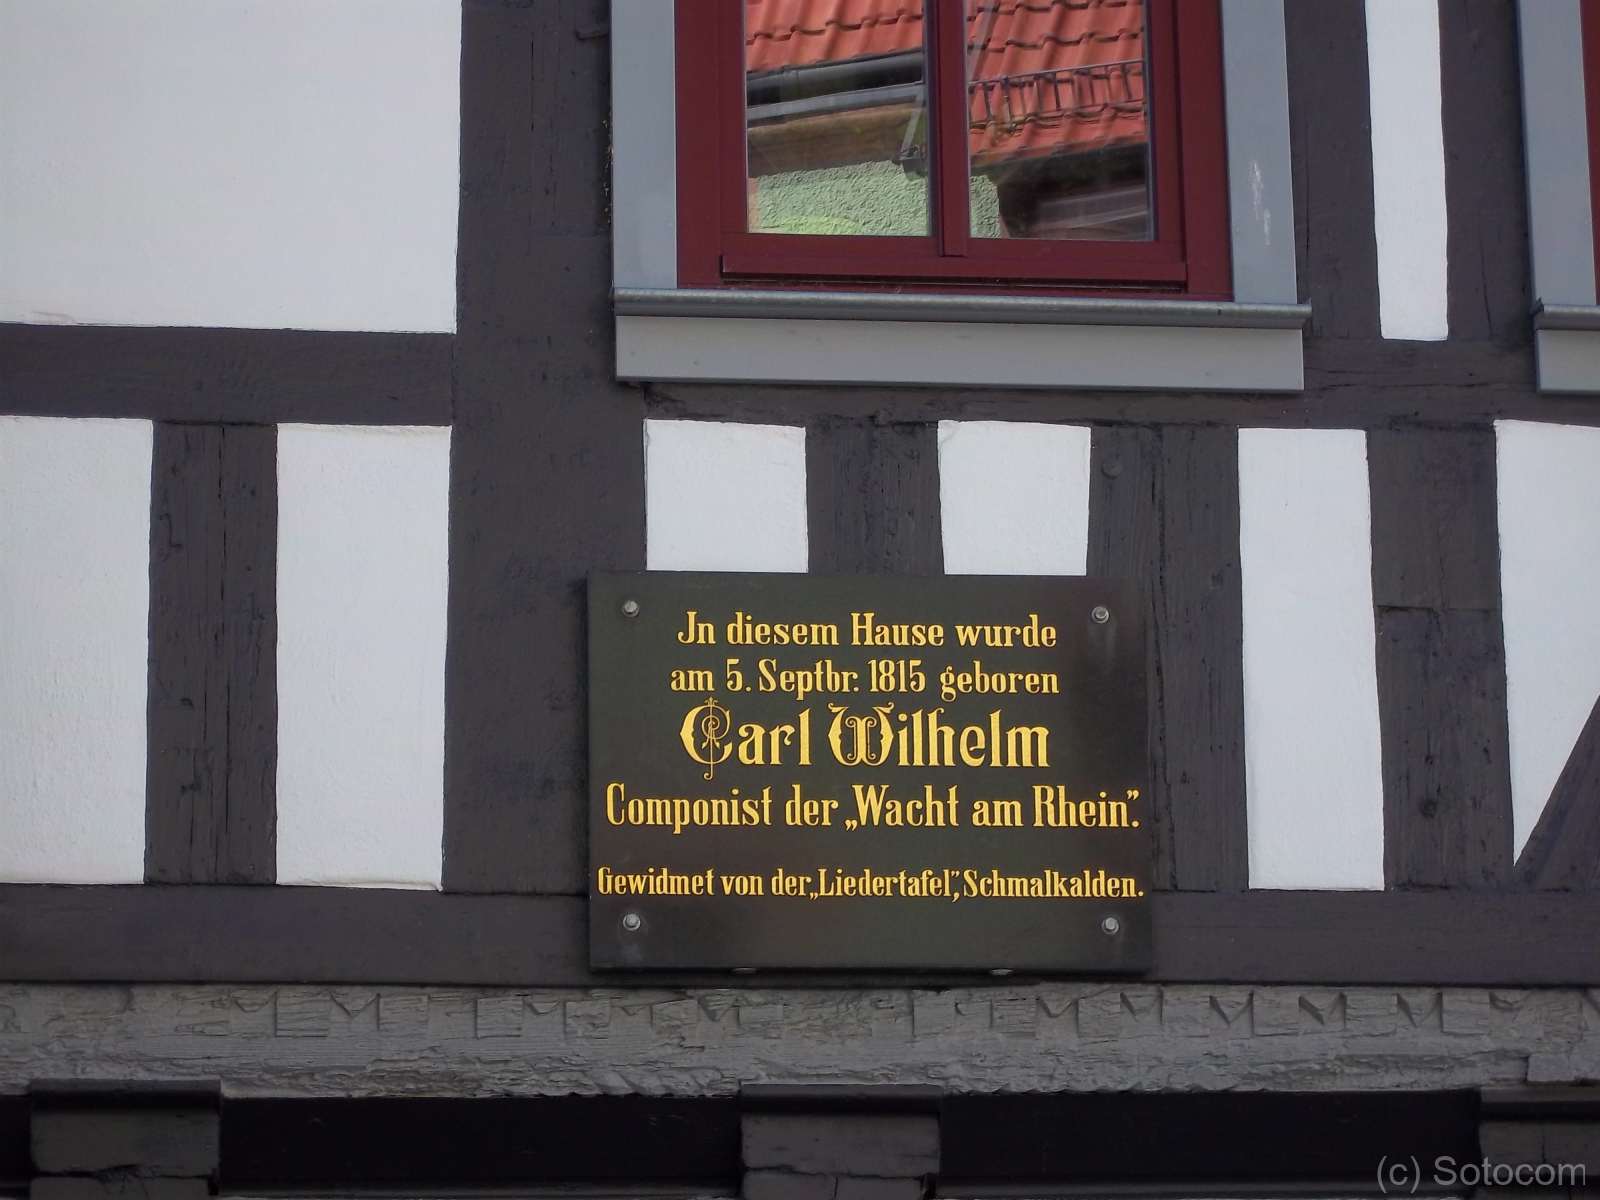 Jn diesem Hause wurde
am 5. Septbr. 1815 geboren
Carl Wilhelm
Componist der „Wacht am Rhein”.
Gewidmet von der „Liedertafel”, Schmalkalden.
(c) Sotocom